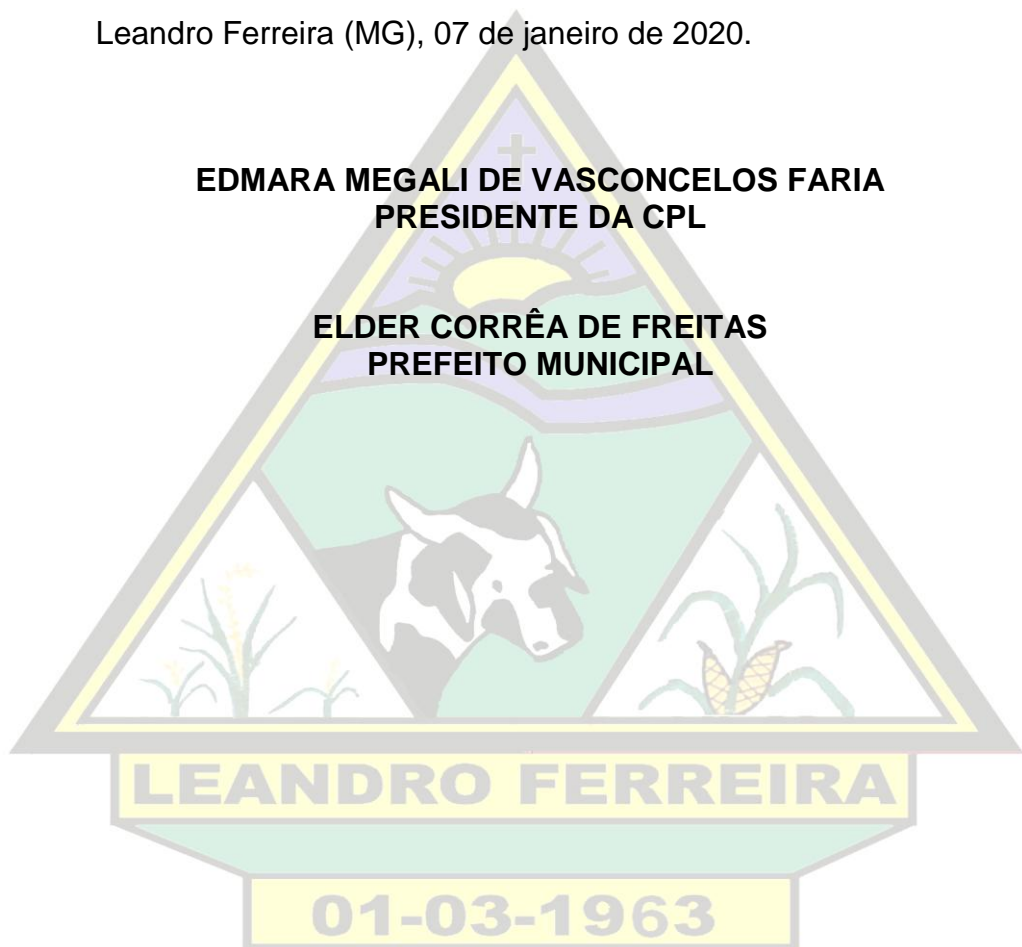 Leandro Ferreira (MG), 07 de janeiro de 2020.
EDMARA MEGALI DE VASCONCELOS FARIA
PRESIDENTE DA CPL
ELDER CORRÊA DE FREITAS
PREFEITO MUNICIPAL
LEANDRO FERREIRA
01-03-1963